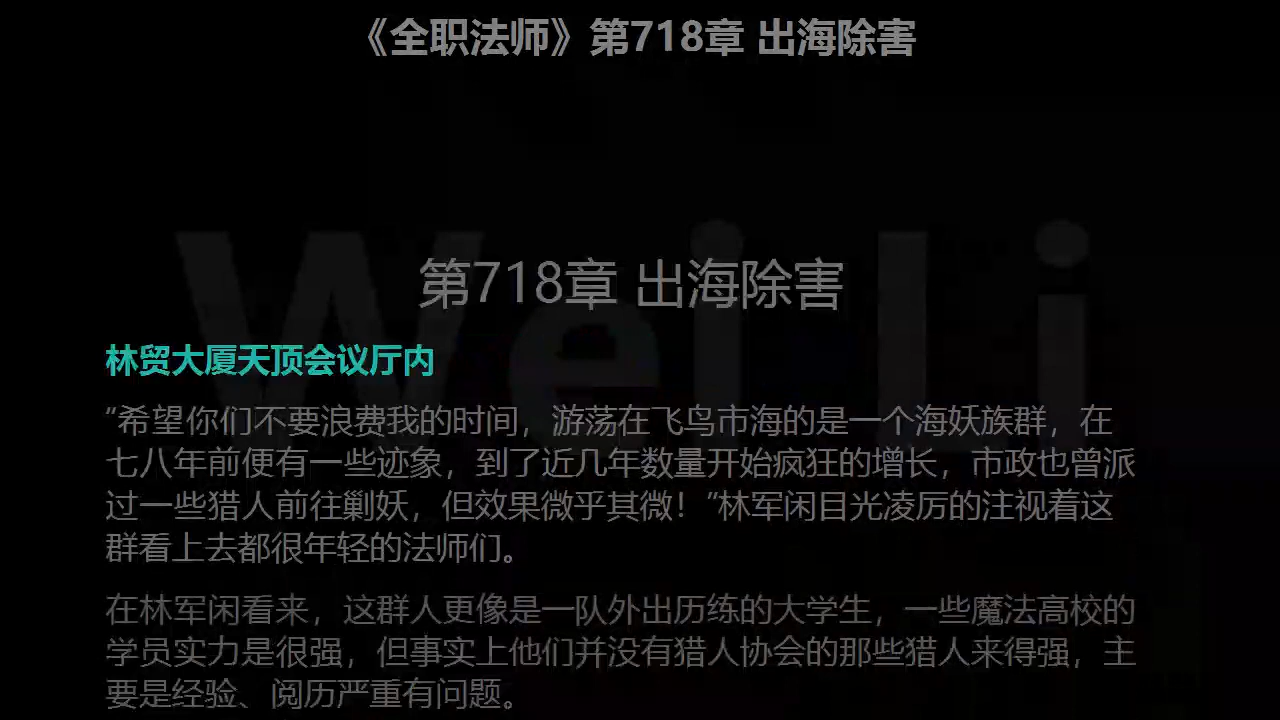 《全职法师》第718章 出海除害
Wei Li
第718章 出海除害
林贸大厦天顶会议厅内
“希望你们不要浪费我的时间，游荡在飞鸟市海的是一个海妖族群，在
七八年前便有一些迹象，到了近几年数量开始疯狂的增长，市政也曾派
过一些猎人前往剿妖，但效果微乎其微！”林军闲目光凌厉的注视着这
群看上去都很年轻的法师们。
在林军闲看来，这群人更像是一队外出历练的大学生，一些魔法高校的
学员实力是很强，但事实上他们并没有猎人协会的那些猎人来得强，主
要是经验、阅历严重有问题。